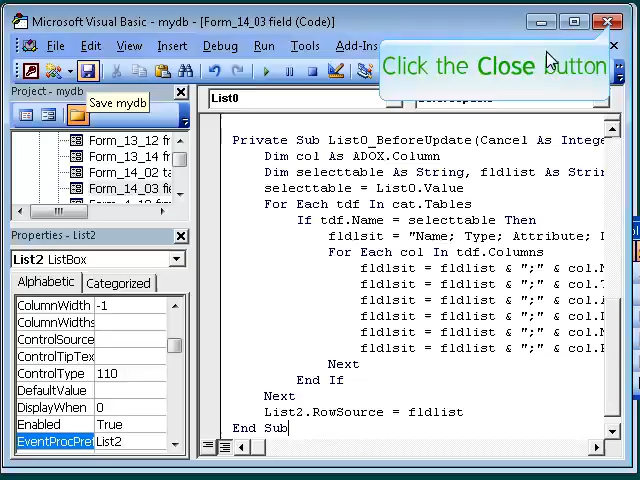 Microsoft Visual Basic - mydb - [Form_14_03 field (Code)]
File Edit View Insert Debug Run Tools Add-Ins
Click the Close button
Project - mydb
Save mydb
List0
Form_13_12 f
Form_13_14 f
Form_14_02 ta
Form_14_03 fie
Properties - List2
List2 ListBox
Alphabetic Categorized
ColumnWidth -1
ColumnWidths
ControlSource
ControlTipTex
ControlType 110
DefaultValue
DisplayWhen 0
Enabled True
EventProcPref List2
Private Sub List0_BeforeUpdate(Cancel As Intege
Dim col As ADOX.Column
Dim selecttable As String, fldlist As Strin
selecttable = List0.Value
For Each tdf In cat.Tables
If tdf.Name = selecttable Then
fldlsit = "Name; Type; Attribute; D
For Each col In tdf.Columns
fldlsit = fldlist & ";" & col.N
fldlsit = fldlist & ";" & col.T
fldlsit = fldlist & ";" & col.
fldlsit = fldlist & ";" & col.
fldlsit = fldlist & ";" & col.N
fldlsit = fldlist & ";" & col.
Next
End If
Next
List2.RowSource = fldlist
End Sub